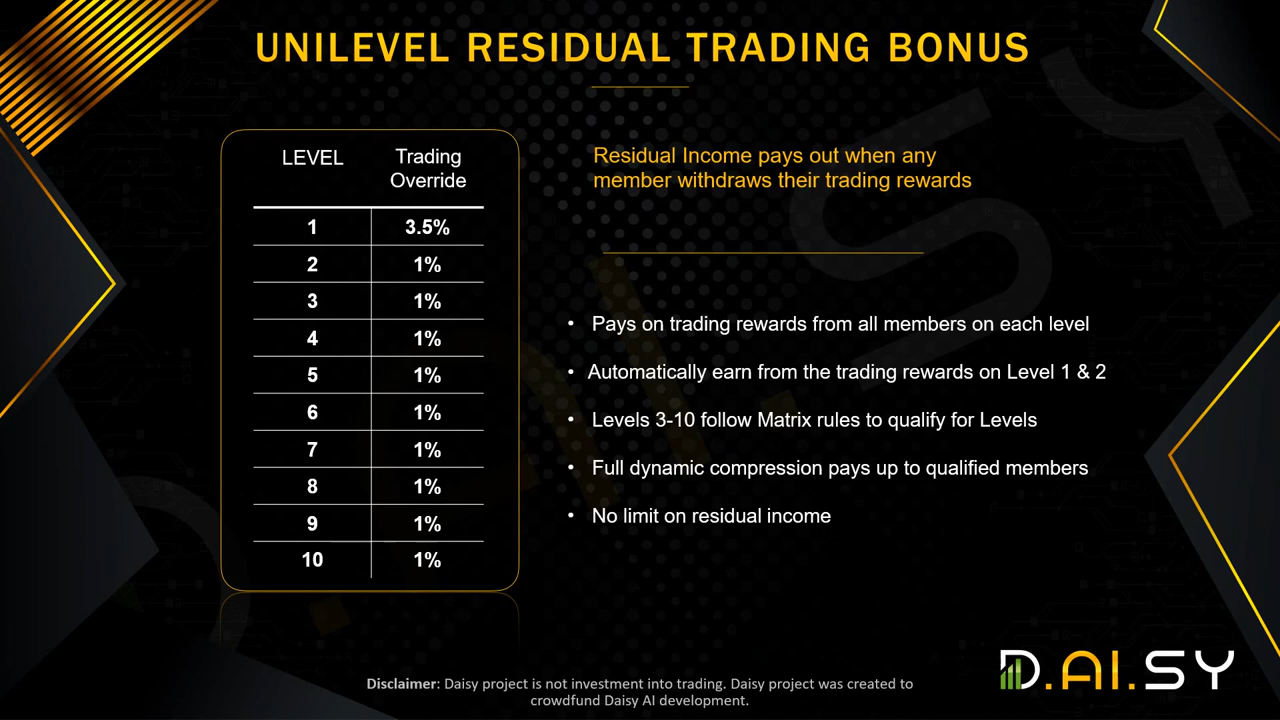 UNILEVEL RESIDUAL TRADING BONUS
LEVEL Trading
Override
1 3.5%
2 1%
3 1%
4 1%
5 1%
6 1%
7 1%
8 1%
9 1%
10 1%
Residual Income pays out when any
member withdraws their trading rewards
• Pays on trading rewards from all members on each level
• Automatically earn from the trading rewards on Level 1 & 2
• Levels 3-10 follow Matrix rules to qualify for Levels
• Full dynamic compression pays up to qualified members
• No limit on residual income
Disclaimer: Daisy project is not investment into trading. Daisy project was created to
crowdfund Daisy AI development.
D.AI.SY